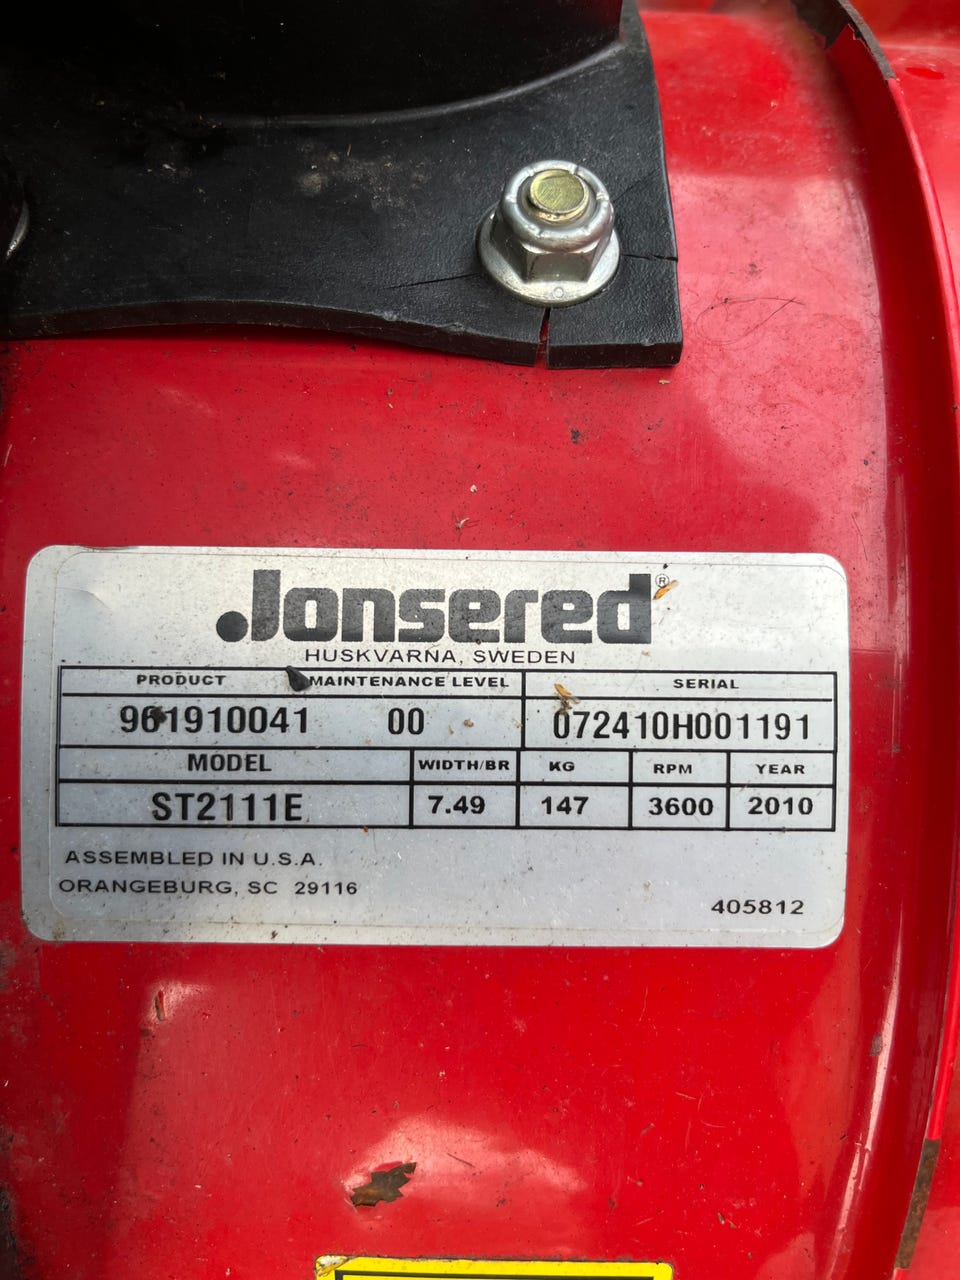 Jonsered®
HUSKVARNA, SWEDEN
PRODUCT MAINTENANCE LEVEL SERIAL
961910041 00 072410H001191
MODEL WIDTH/BR KG RPM YEAR
ST2111E 7.49 147 3600 2010
ASSEMBLED IN U.S.A.
ORANGEBURG, SC 29116
405812